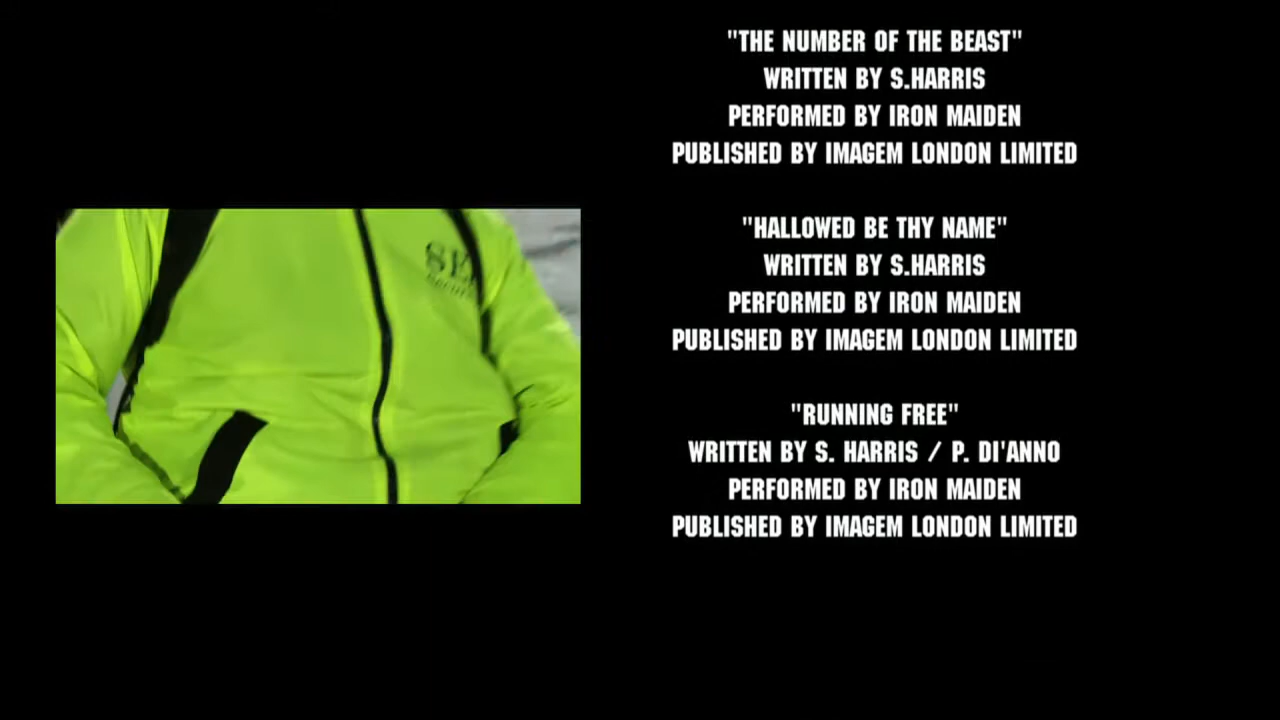 "THE NUMBER OF THE BEAST"
WRITTEN BY S.HARRIS
PERFORMED BY IRON MAIDEN
PUBLISHED BY IMAGEM LONDON LIMITED
"HALLOWED BE THY NAME"
WRITTEN BY S.HARRIS
PERFORMED BY IRON MAIDEN
PUBLISHED BY IMAGEM LONDON LIMITED
"RUNNING FREE"
WRITTEN BY S. HARRIS / P. DI'ANNO
PERFORMED BY IRON MAIDEN
PUBLISHED BY IMAGEM LONDON LIMITED